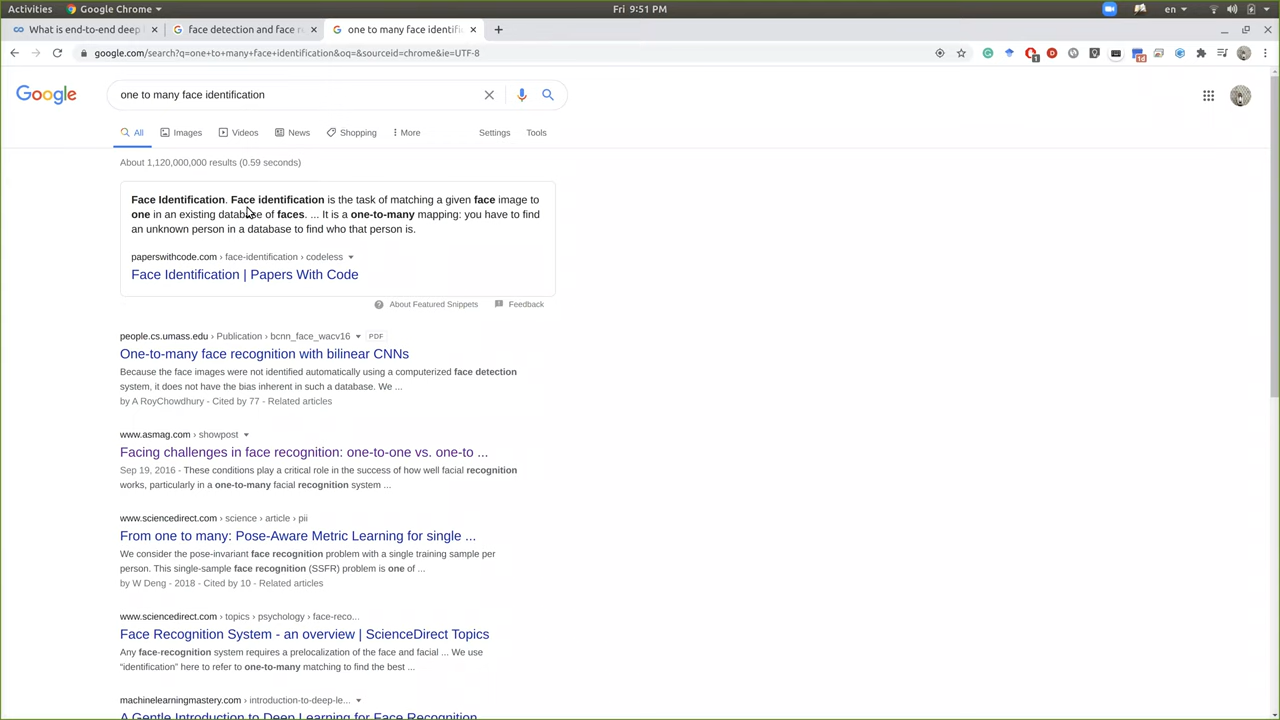 Activities
Google Chrome
Fri 9:51 PM
en
What is end-to-end deep
face detection and face r
one to many face identifi
google.com/search?q=one+to+many+face+identification&oq=&sourceid=chrome&ie=UTF-8
Google
one to many face identification
All
Images
Videos
News
Shopping
More
Settings
Tools
About 1,120,000,000 results (0.59 seconds)
Face Identification. Face identification is the task of matching a given face image to
one in an existing database of faces. ... It is a one-to-many mapping: you have to find
an unknown person in a database to find who that person is.
paperswithcode.com › face-identification › codeless
Face Identification | Papers With Code
About Featured Snippets
Feedback
people.cs.umass.edu › Publication › bcnn_face_wacv16
PDF
One-to-many face recognition with bilinear CNNs
Because the face images were not identified automatically using a computerized face detection
system, it does not have the bias inherent in such a database. We ...
by A RoyChowdhury - Cited by 77 - Related articles
www.asmag.com › showpost
Facing challenges in face recognition: one-to-one vs. one-to ...
Sep 19, 2016 - These conditions play a critical role in the success of how well facial recognition
works, particularly in a one-to-many facial recognition system ...
www.sciencedirect.com › science › article › pii
From one to many: Pose-Aware Metric Learning for single ...
We consider the pose-invariant face recognition problem with a single training sample per
person. This single-sample face recognition (SSFR) problem is one of ...
by W Deng - 2018 - Cited by 10 - Related articles
www.sciencedirect.com › topics › psychology › face-reco...
Face Recognition System - an overview | ScienceDirect Topics
Any face-recognition system requires a prelocalization of the face and facial ... We use
“identification” here to refer to one-to-many matching to find the best ...
machinelearningmastery.com › introduction-to-deep-le...
A Gentle Introduction to Deep Learning for Face Recognition